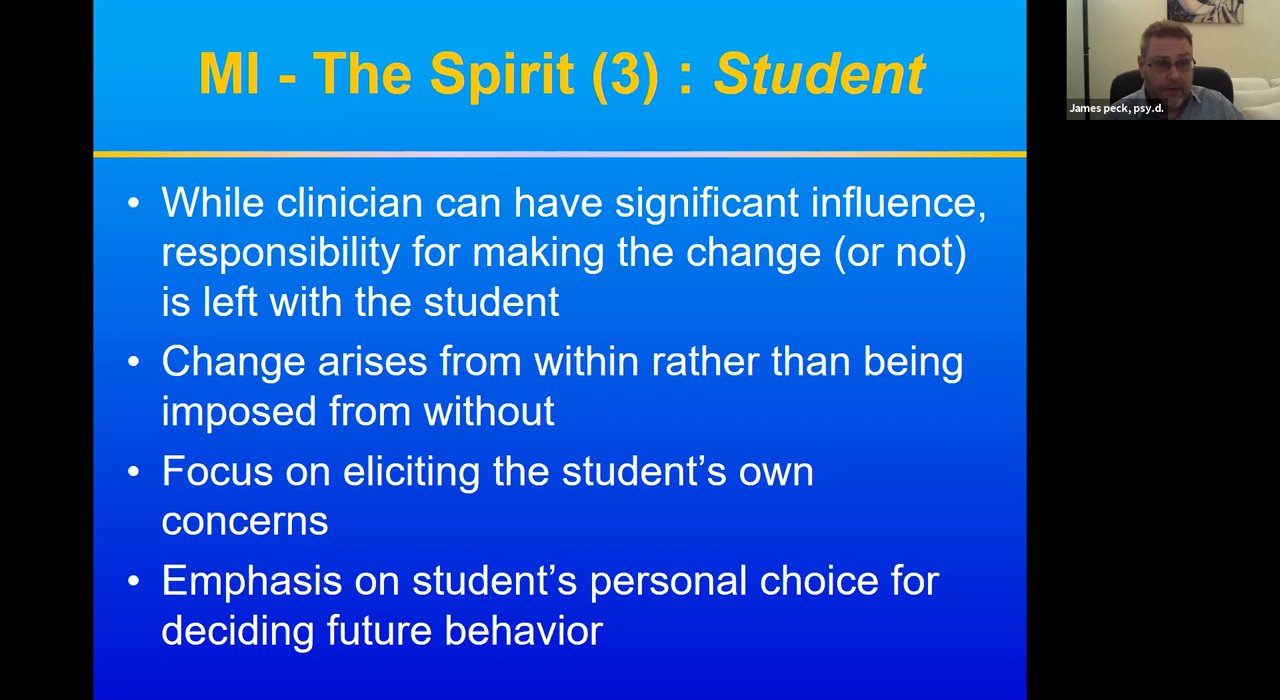 MI - The Spirit (3) : Student
• While clinician can have significant influence,
responsibility for making the change (or not)
is left with the student
• Change arises from within rather than being
imposed from without
• Focus on eliciting the student’s own
concerns
• Emphasis on student’s personal choice for
deciding future behavior
James peck, psy.d.